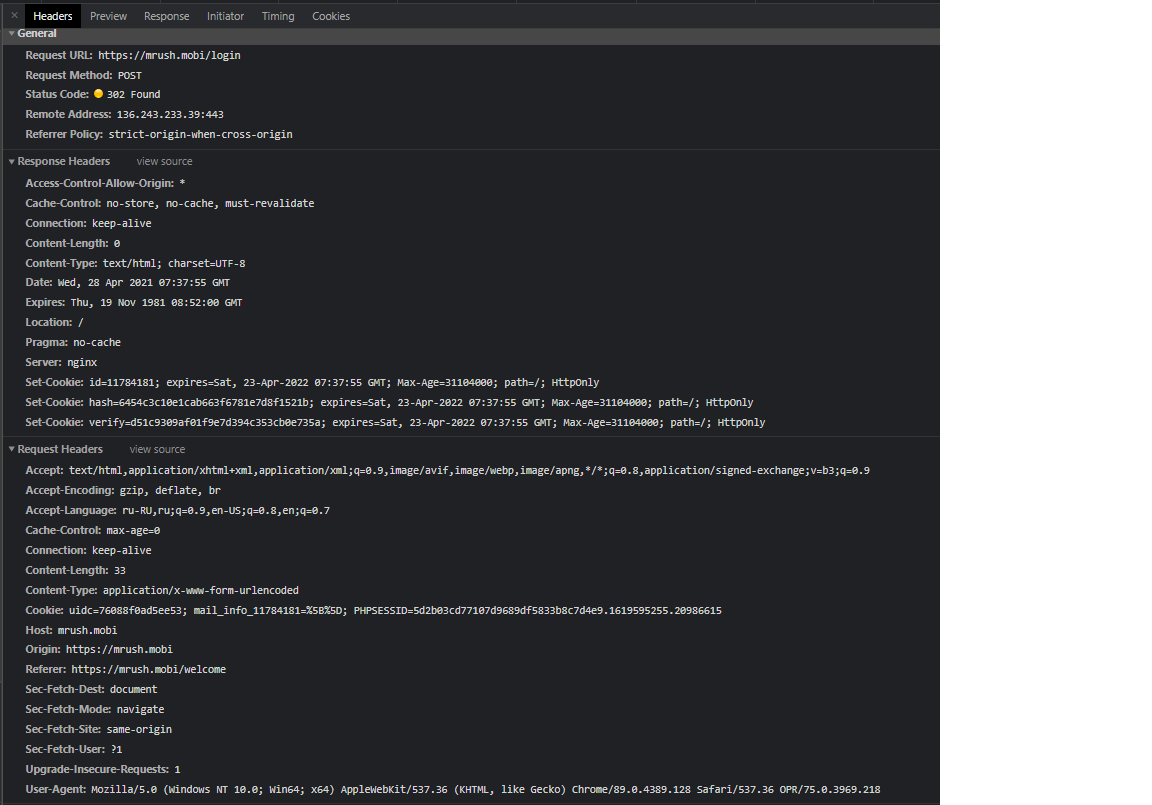 × Headers Preview Response Initiator Timing Cookies
General
Request URL: https://mrush.mobi/login
Request Method: POST
Status Code: 302 Found
Remote Address: 136.243.233.39:443
Referrer Policy: strict-origin-when-cross-origin
Response Headers view source
Access-Control-Allow-Origin: *
Cache-Control: no-store, no-cache, must-revalidate
Connection: keep-alive
Content-Length: 0
Content-Type: text/html; charset=UTF-8
Date: Wed, 28 Apr 2021 07:37:55 GMT
Expires: Thu, 19 Nov 1981 08:52:00 GMT
Location: /
Pragma: no-cache
Server: nginx
Set-Cookie: id=11784181; expires=Sat, 23-Apr-2022 07:37:55 GMT; Max-Age=31104000; path=/; HttpOnly
Set-Cookie: hash=6454c3c10e1cab663f6781e7d8f1521b; expires=Sat, 23-Apr-2022 07:37:55 GMT; Max-Age=31104000; path=/; HttpOnly
Set-Cookie: verify=d51c9309af01f9e7d394c353cb0e735a; expires=Sat, 23-Apr-2022 07:37:55 GMT; Max-Age=31104000; path=/; HttpOnly
Request Headers view source
Accept: text/html,application/xhtml+xml,application/xml;q=0.9,image/avif,image/webp,image/apng,*/*;q=0.8,application/signed-exchange;v=b3;q=0.9
Accept-Encoding: gzip, deflate, br
Accept-Language: ru-RU,ru;q=0.9,en-US;q=0.8,en;q=0.7
Cache-Control: max-age=0
Connection: keep-alive
Content-Length: 33
Content-Type: application/x-www-form-urlencoded
Cookie: uidc=76088f0ad5ee53; mail_info_11784181=%5B%5D; PHPSESSID=5d2b03cd77107d9689df5833b8c7d4e9.1619595255.20986615
Host: mrush.mobi
Origin: https://mrush.mobi
Referer: https://mrush.mobi/welcome
Sec-Fetch-Dest: document
Sec-Fetch-Mode: navigate
Sec-Fetch-Site: same-origin
Sec-Fetch-User: ?1
Upgrade-Insecure-Requests: 1
User-Agent: Mozilla/5.0 (Windows NT 10.0; Win64; x64) AppleWebKit/537.36 (KHTML, like Gecko) Chrome/89.0.4389.128 Safari/537.36 OPR/75.0.3969.218